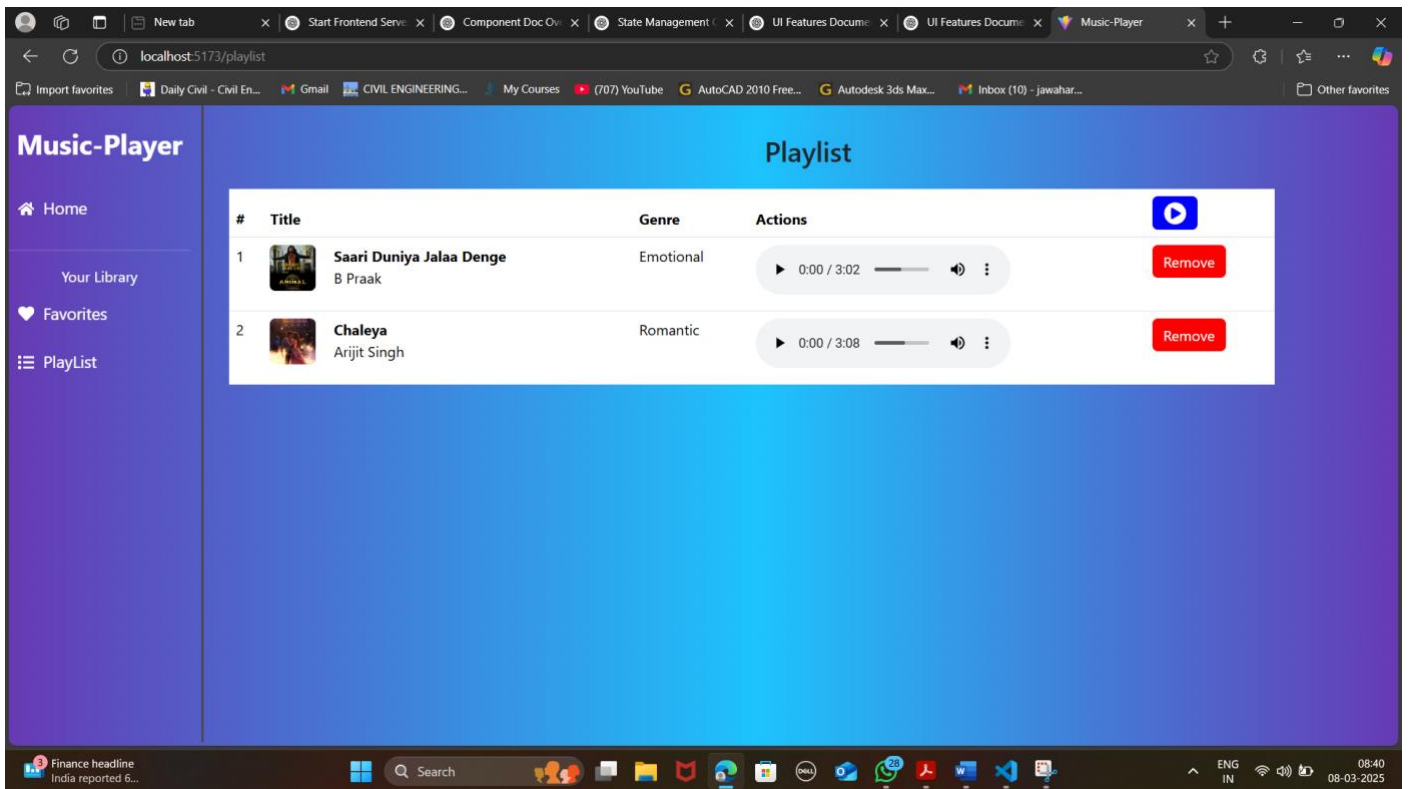 New tab
Start Frontend Serve
Component Doc Ov
State Management (
UI Features Docume
UI Features Docume
Music-Player
localhost:5173/playlist
Import favorites
Daily Civil - Civil En...
Gmail
CIVIL ENGINEERING...
My Courses
(707) YouTube
AutoCAD 2010 Free...
Autodesk 3ds Max...
Inbox (10) - jawahar...
Other favorites
Music-Player
Home
Your Library
Favorites
PlayList
Playlist
# Title Genre Actions
1 Saari Duniya Jalaa Denge Emotional 0:00 / 3:02 Remove
B Praak
ANIMAL
2 Chaleya Romantic 0:00 / 3:08 Remove
Arijit Singh
3
Finance headline
India reported 6...
Search
DELL
28
ENG
IN
08:40
08-03-2025